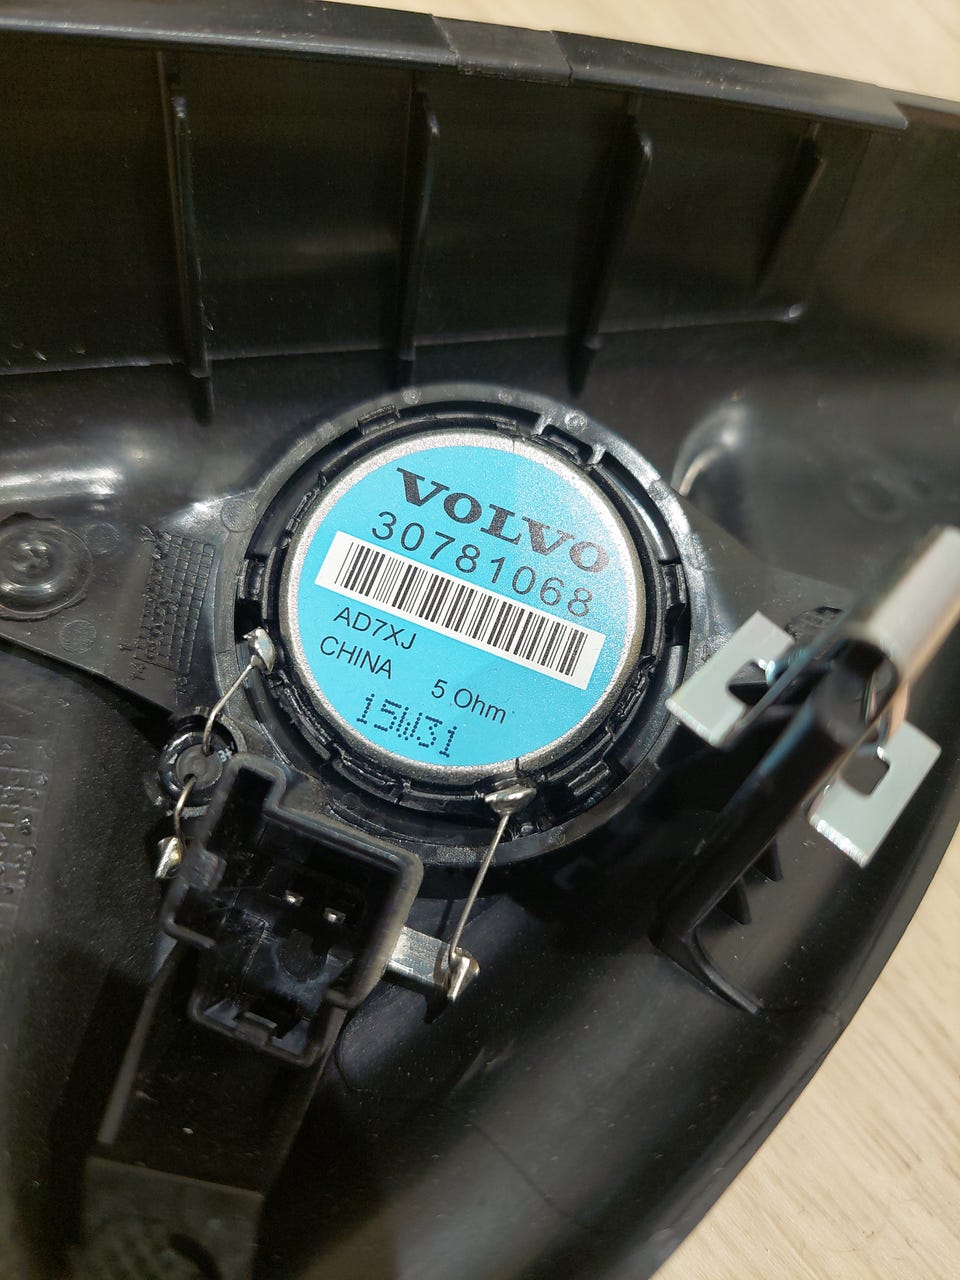 VOLVO
30781068
AD7XJ
CHINA
5 Ohm
15W31